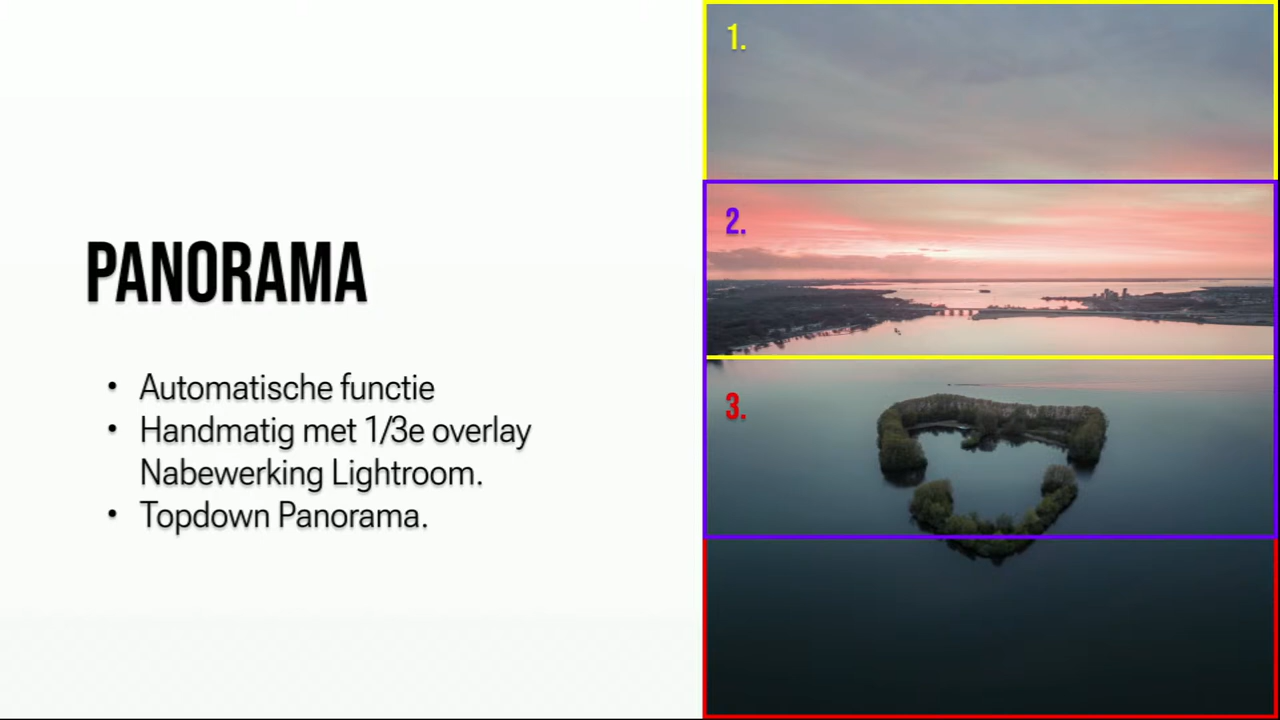 PANORAMA
• Automatische functie
• Handmatig met 1/3e overlay
Nabewerking Lightroom.
• Topdown Panorama.
1.
2.
3.